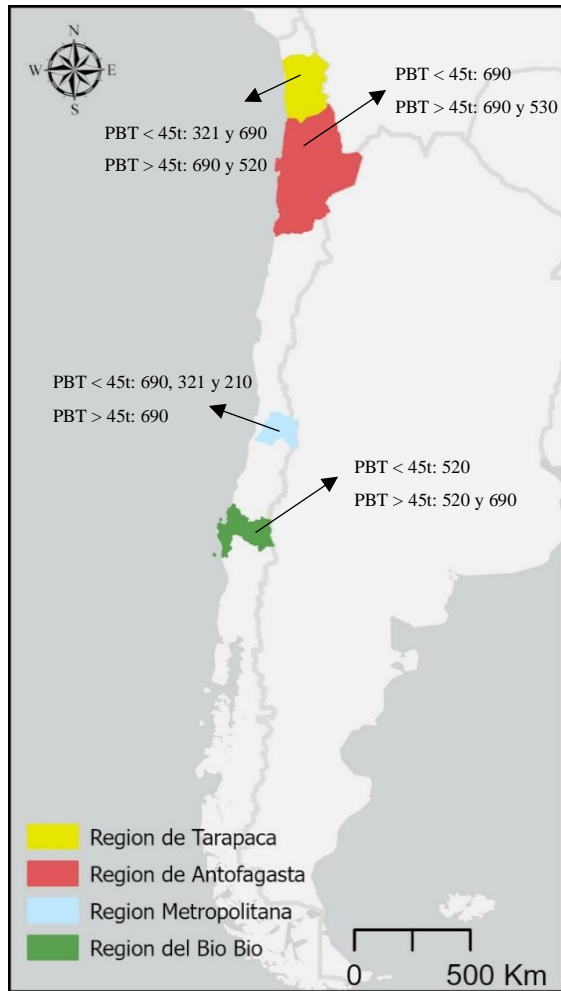 N
W E
S
PBT < 45t: 690
PBT > 45t: 690 y 530
PBT < 45t: 321 y 690
PBT > 45t: 690 y 520
PBT < 45t: 690, 321 y 210
PBT > 45t: 690
PBT < 45t: 520
PBT > 45t: 520 y 690
Region de Tarapaca
Region de Antofagasta
Region Metropolitana
Region del Bio Bio
0 500 Km